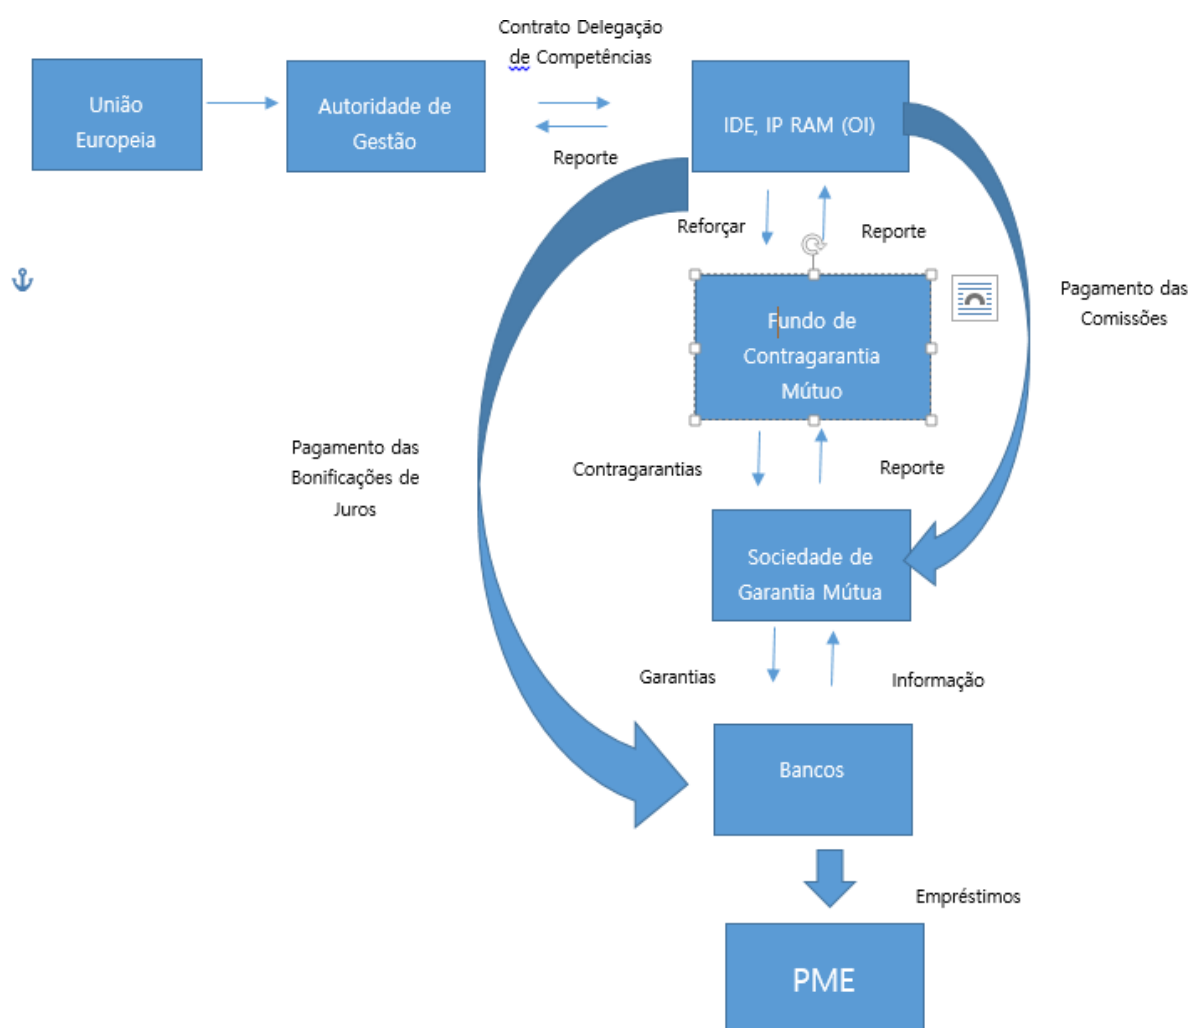 Contrato Delegação
de Competências
União
Europeia
Autoridade de
Gestão
IDE, IP RAM (OI)
Reporte
Reforçar
Reporte
Pagamento das
Comissões
Fundo de
Contragarantia
Mútuo
Pagamento das
Bonificações de
Juros
Contragarantias
Reporte
Sociedade de
Garantia Mútua
Garantias
Informação
Bancos
Empréstimos
PME